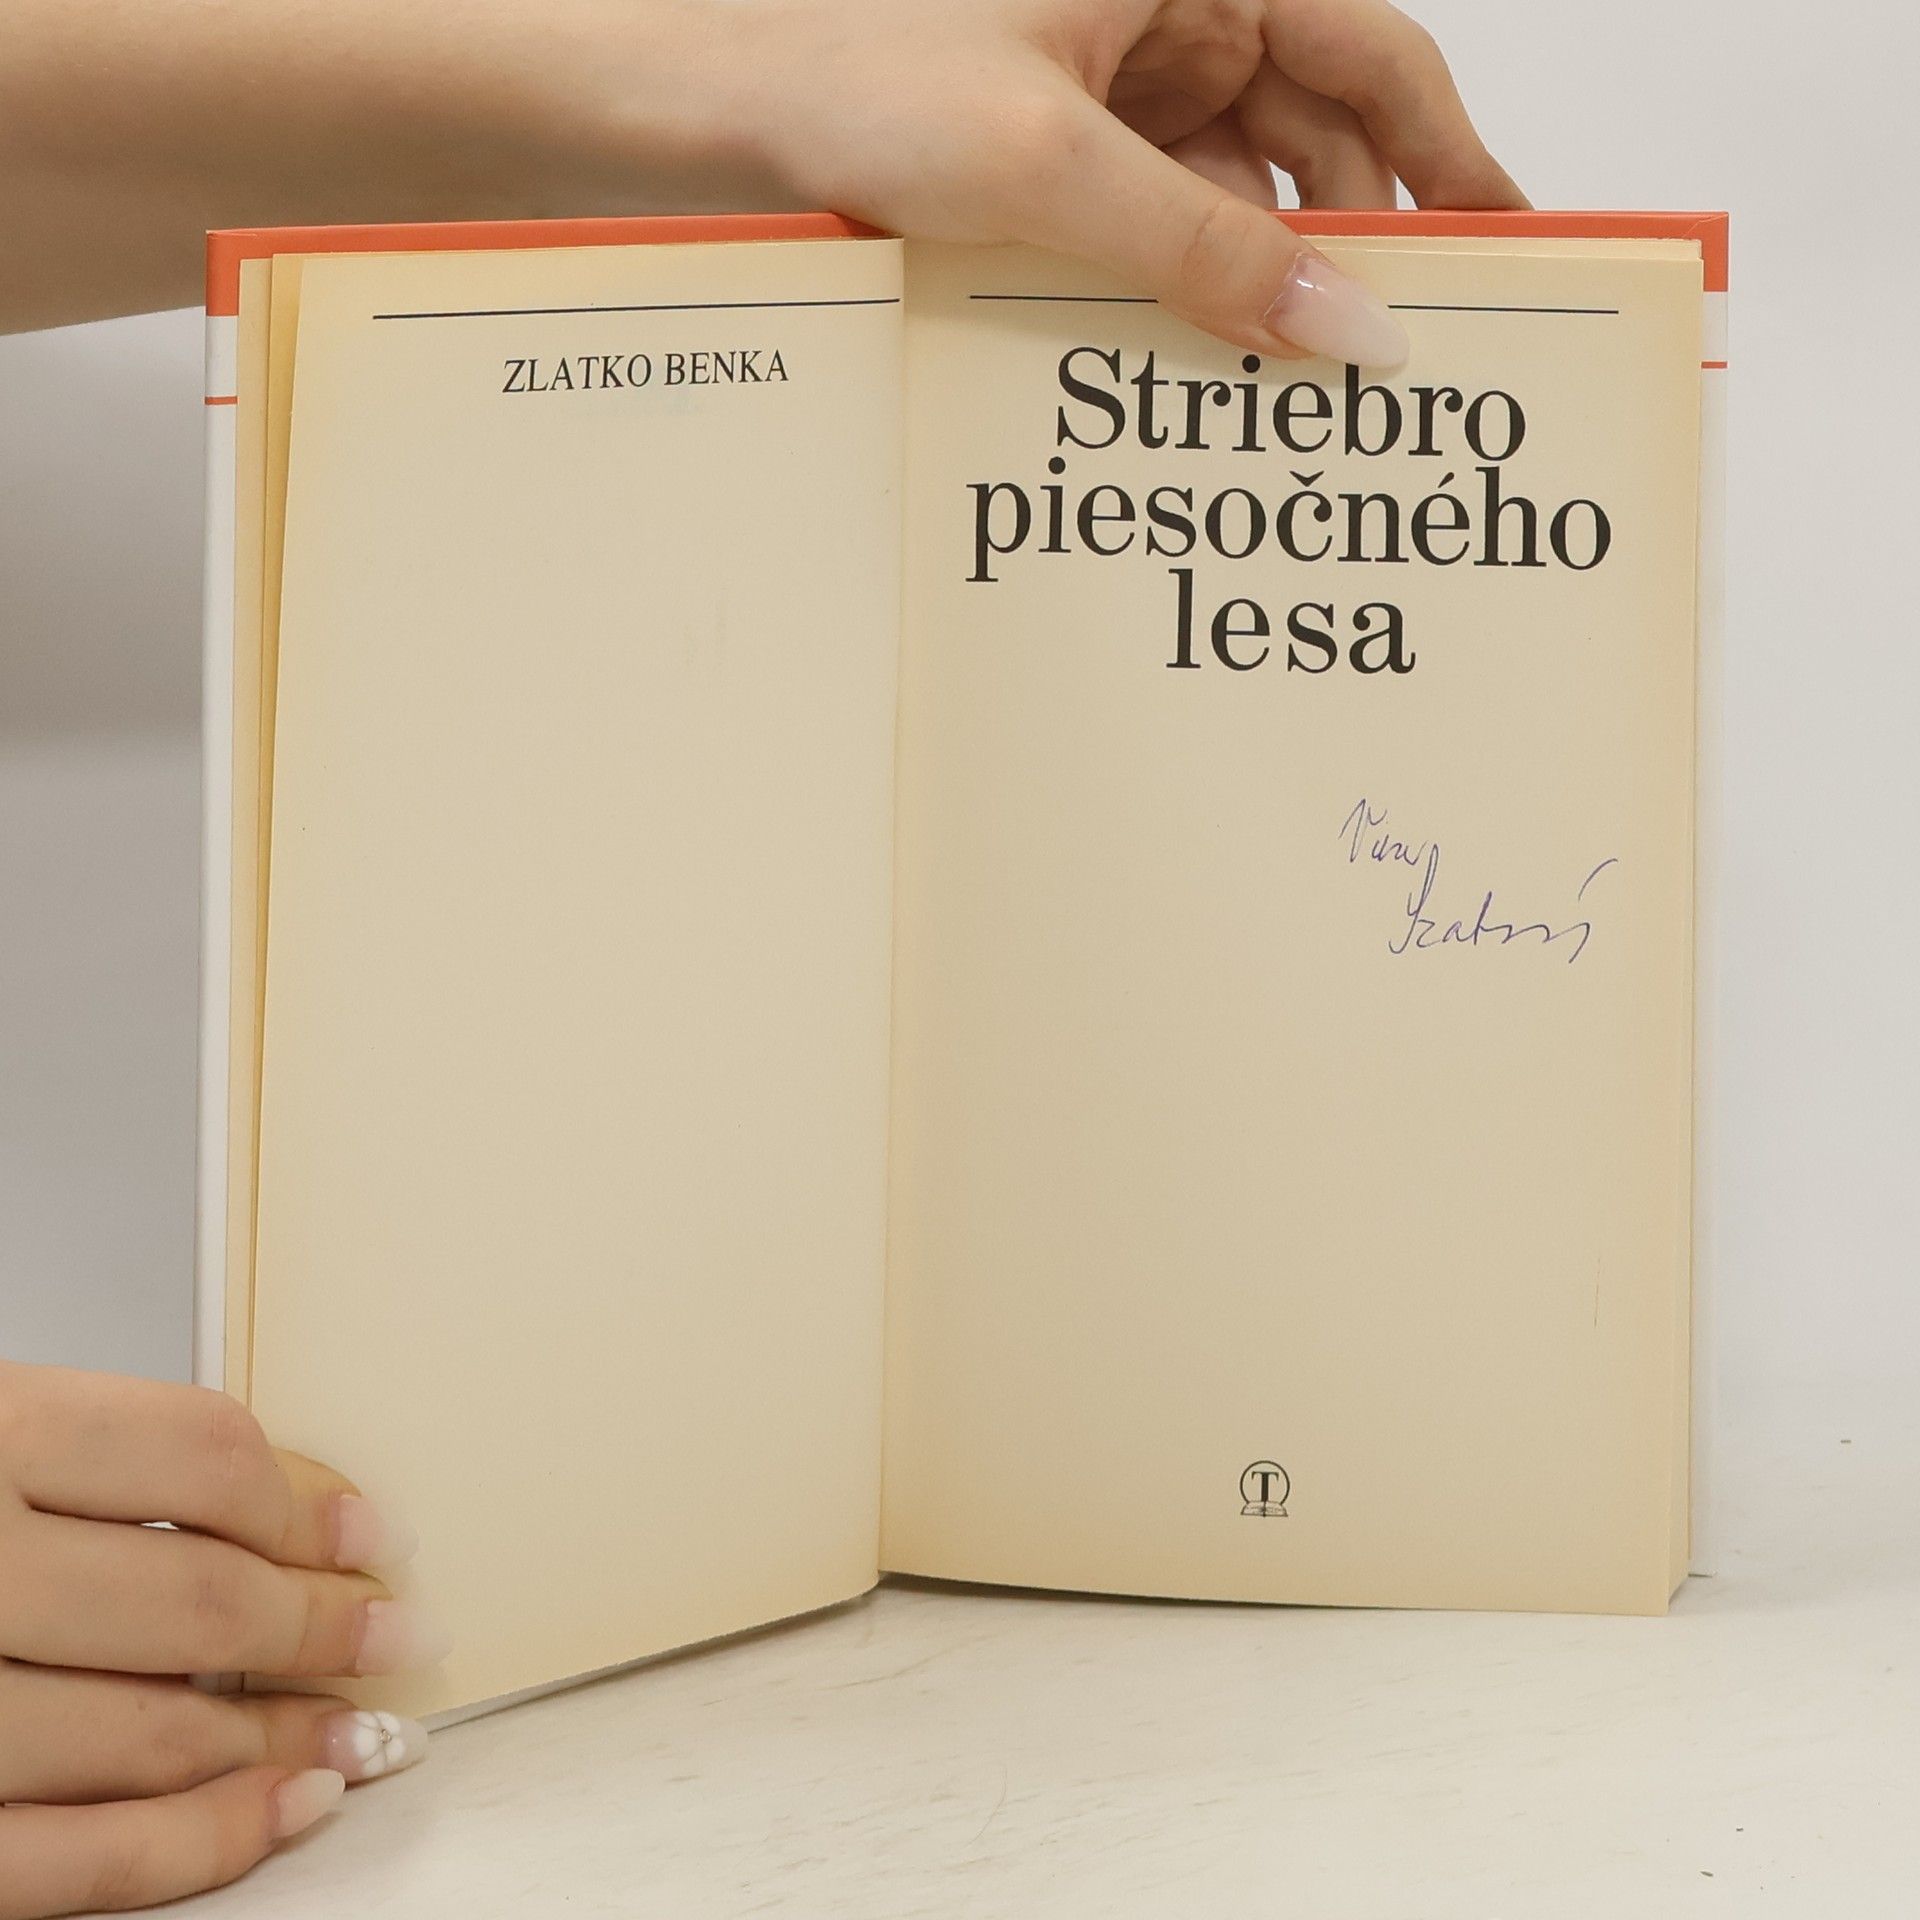 ZLATKO BENKA
Striebro
piesočného
lesa
T